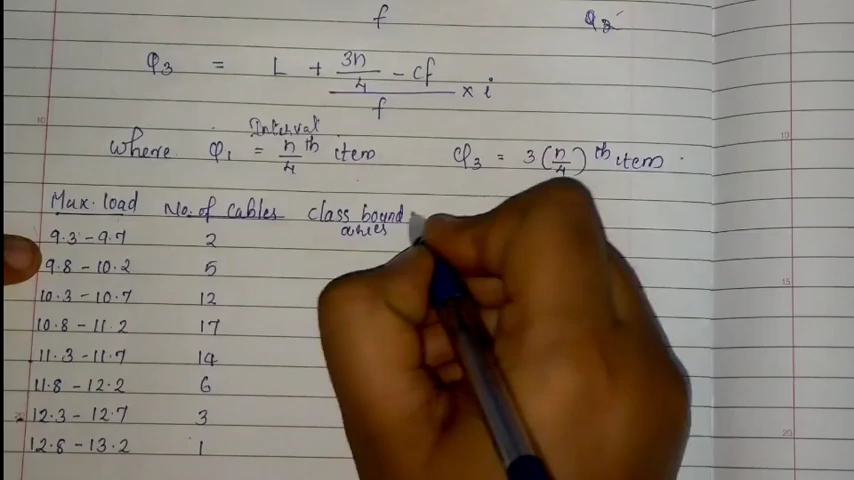 f
Q3 = L + 3n/4 - cf / f × i
Interval
where Q1 = n/4 th item Q3 = 3(n/4)th item.
Max. load No. of cables class bound
aries
9.3 - 9.7 2
9.8 - 10.2 5
10.3 - 10.7 12
10.8 - 11.2 17
11.3 - 11.7 14
11.8 - 12.2 6
12.3 - 12.7 3
12.8 - 13.2 1